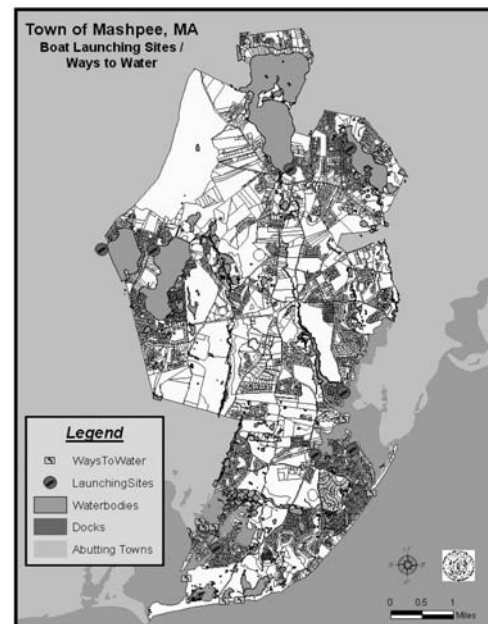 Town of Mashpee, MA
Boat Launching Sites /
Ways to Water
Legend
WaysToWater
LaunchingSites
Waterbodies
Docks
Abutting Towns
0 0.5 1
Miles